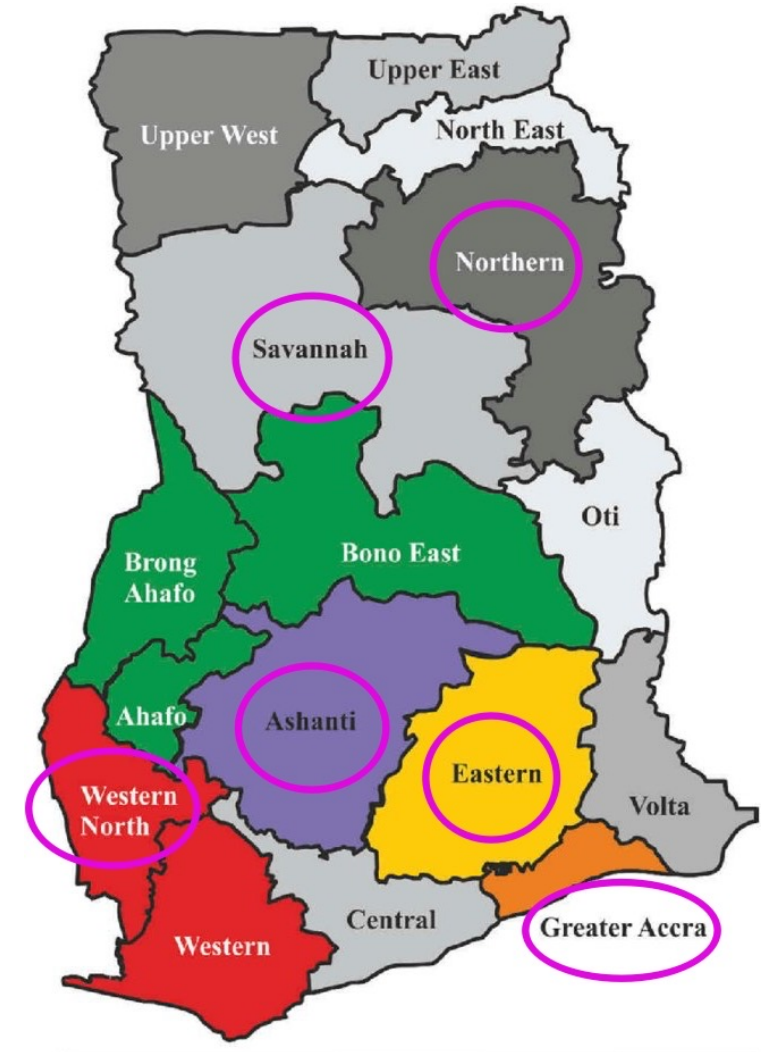 Upper East
North East
Upper West
Northern
Savannah
Oti
Bono East
Brong
Ahafo
Ahafo
Ashanti
Eastern
Western
North
Volta
Central
Greater Accra
Western